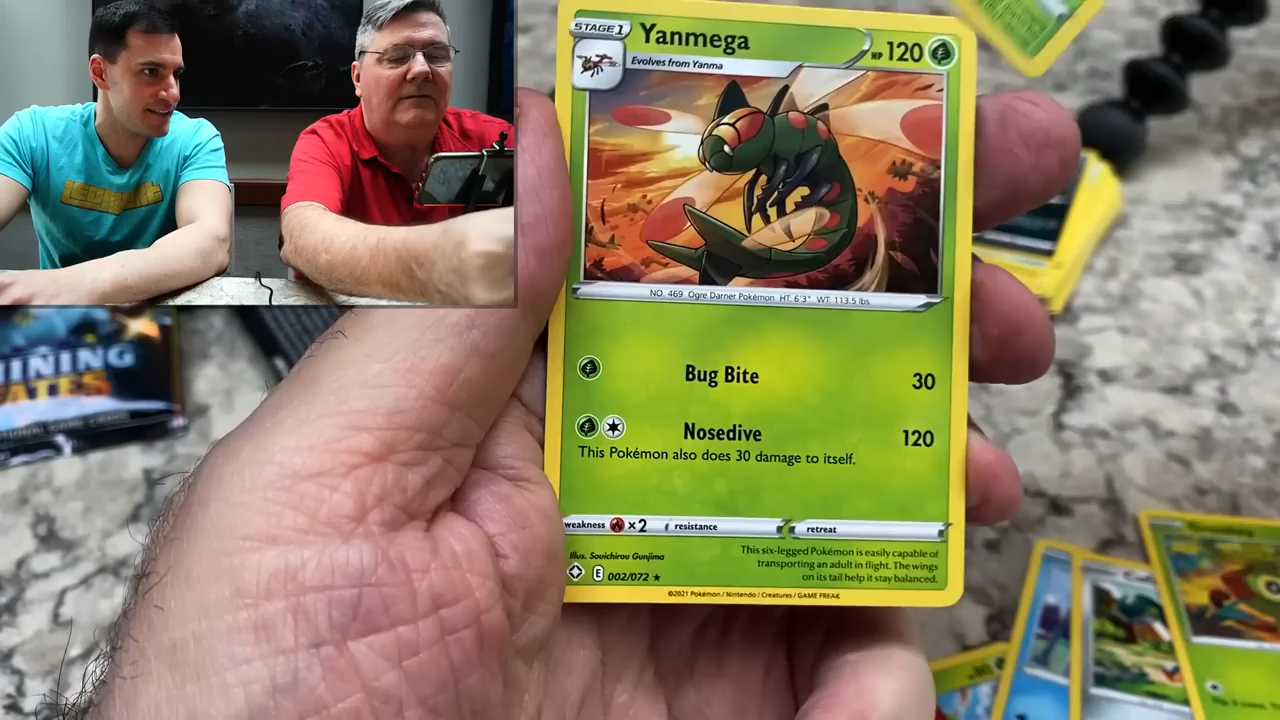 STAGE 1
Yanmega
HP 120
Evolves from Yanma
NO. 469 Ogre Darner Pokémon HT: 6'3" WT: 113.5 lbs.
Bug Bite 30
Nosedive 120
This Pokémon also does 30 damage to itself.
weakness ×2 resistance retreat
Illus. Souichirou Gunjima
This six-legged Pokémon is easily capable of
transporting an adult in flight. The wings
on its tail help it stay balanced.
E 002/072 ★
©2021 Pokémon / Nintendo / Creatures / GAME FREAK
INING
ATES